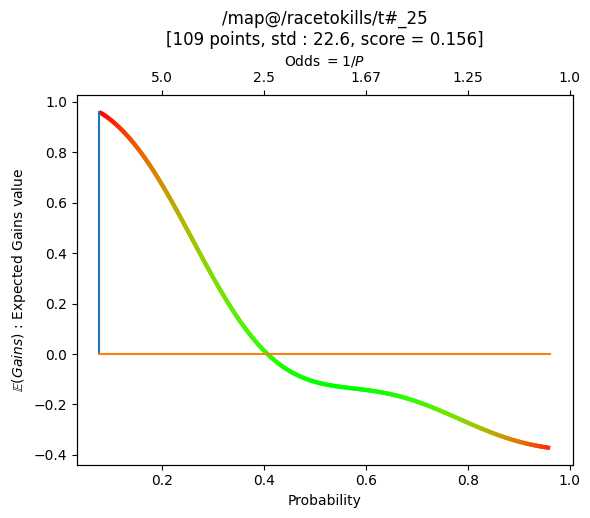 /map@/racetokills/t#_25
[109 points, std : 22.6, score = 0.156]
Odds = 1/P
5.0 2.5 1.67 1.25 1.0
1.0
0.8
0.6
0.4
0.2
0.0
−0.2
−0.4
𝔼(Gains) : Expected Gains value
0.2 0.4 0.6 0.8 1.0
Probability